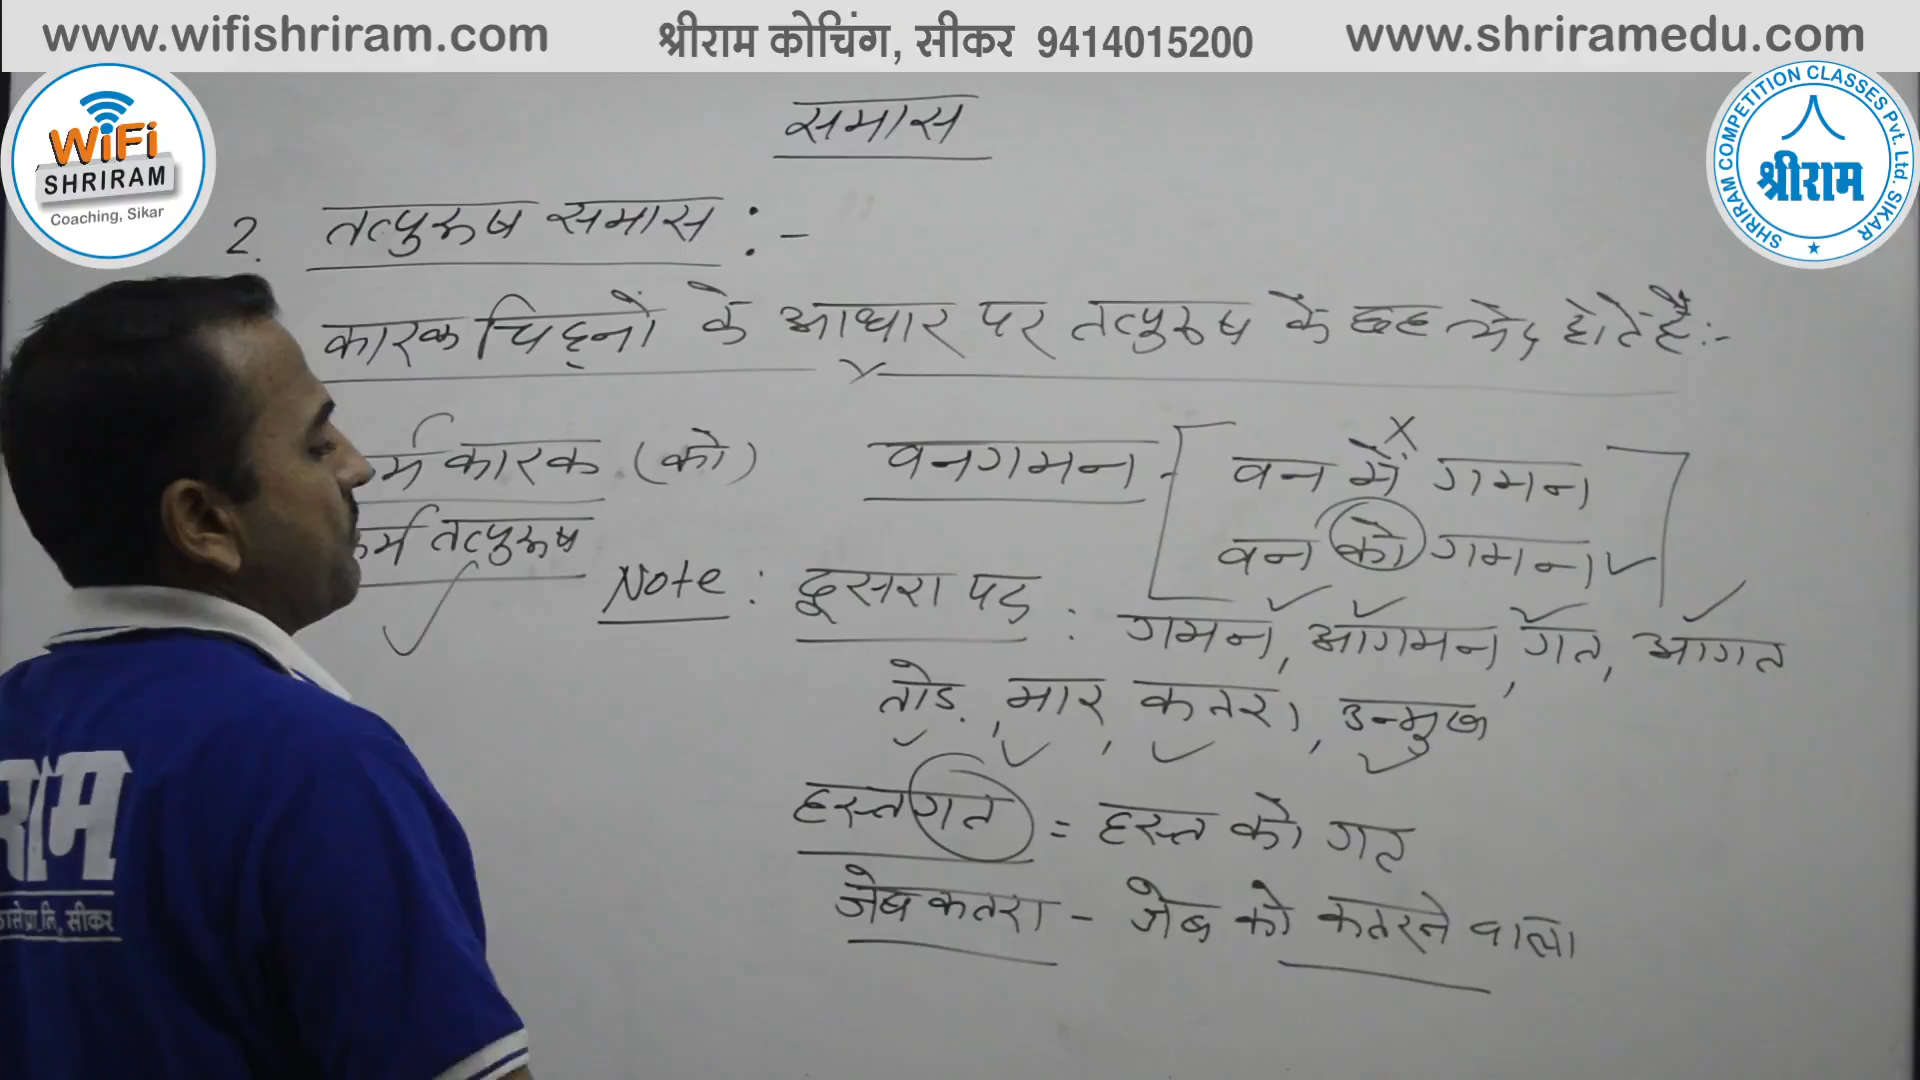 www.wifishriram.com
श्रीराम कोचिंग, सीकर 9414015200
www.shriramedu.com
WiFi
SHRIRAM
Coaching, Sikar
SHRIRAM COMPETITION CLASSES Pvt. Ltd. SIKAR
श्रीराम
समास
2. तत्पुरूष समास :-
कारक चिह्नों के आधार पर तत्पुरूष के छह भेद होते हैं:-
र्म कारक (को)
वनगमन - वन में गमन
X
वन को गमन
र्म तत्पुरूष
Note : दूसरा पद : गमन, आगमन, गत, आगत
तोड़, मार, कतरा, उन्मुख
हस्तगत = हस्त को गत
जेबकतरा - जेब को कतरने वाला
राम
सीकर